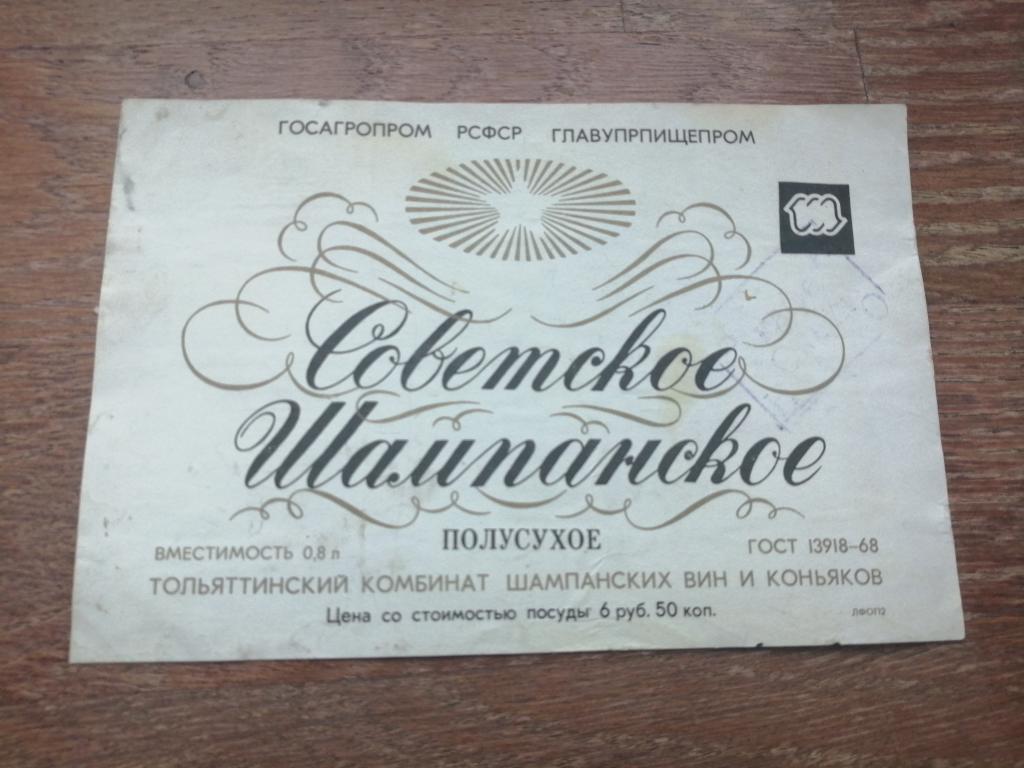 ГОСАГРОПРОМ РСФСР ГЛАВУПРПИЩЕПРОМ
Советское
Шампанское
ПОЛУСУХОЕ
ВМЕСТИМОСТЬ 0,8 л ГОСТ 13918–68
ТОЛЬЯТТИНСКИЙ КОМБИНАТ ШАМПАНСКИХ ВИН И КОНЬЯКОВ
Цена со стоимостью посуды 6 руб. 50 коп.
ЛФОП2